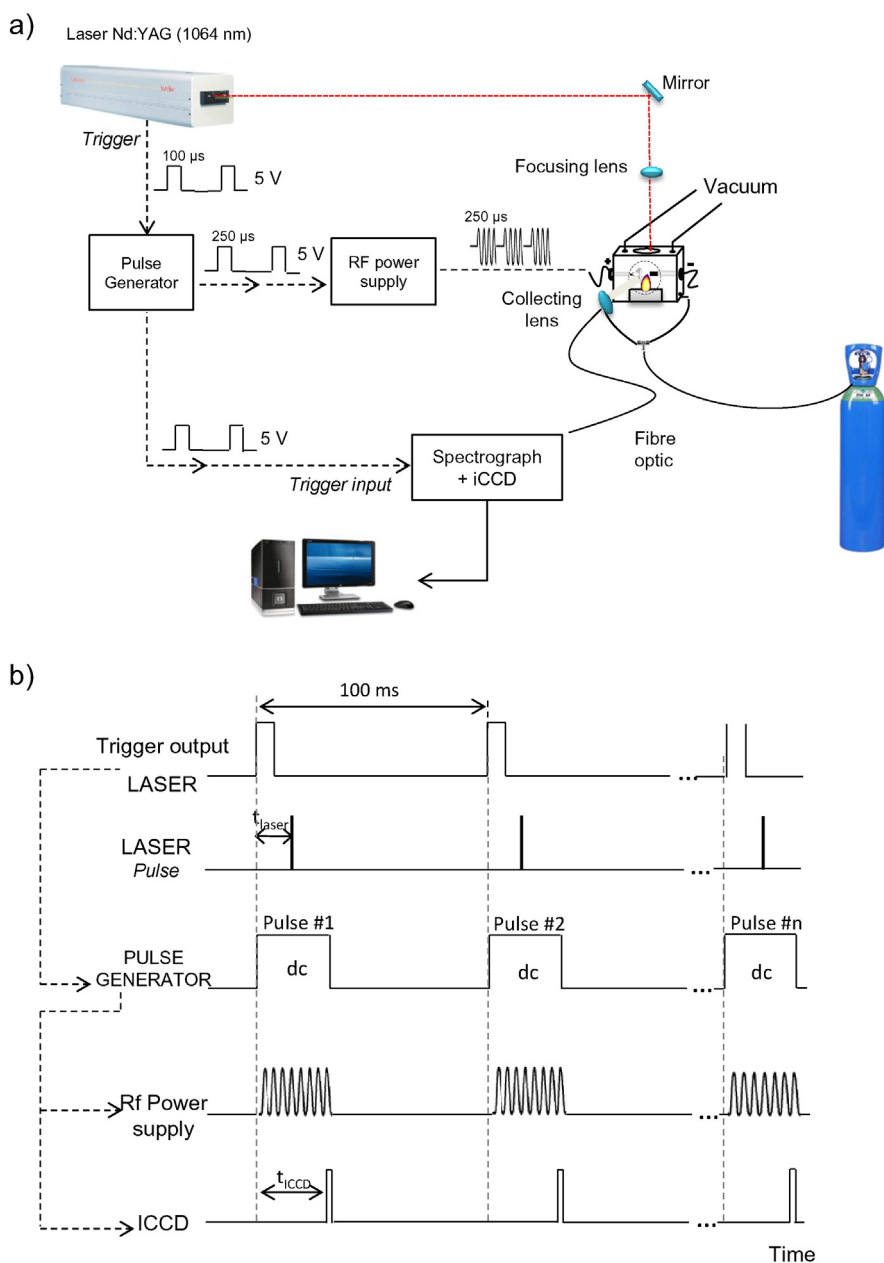 a)
Laser Nd:YAG (1064 nm)
Mirror
Trigger
100 µs
5 V
Focusing lens
Vacuum
250 µs
5 V
250 µs
Pulse
Generator
RF power
supply
+
-
Collecting
lens
5 V
Trigger input
Spectrograph
+ iCCD
Fibre
optic
b)
100 ms
Trigger output
LASER
t laser
LASER
Pulse
...
Pulse #1
Pulse #2
Pulse #n
PULSE
GENERATOR
dc
dc
dc
...
Rf Power
supply
...
t ICCD
ICCD
...
Time